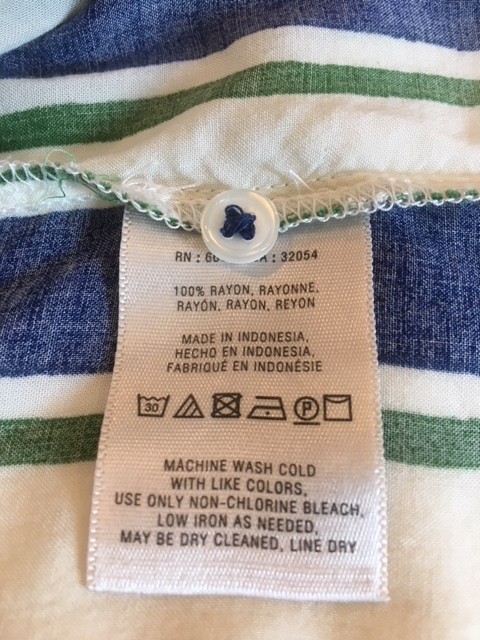 RN : 60 A : 32054
100% RAYON, RAYONNE,
RAYÓN, RAYON, REYON
MADE IN INDONESIA,
HECHO EN INDONESIA,
FABRIQUÉ EN INDONÉSIE
30 P
MACHINE WASH COLD
WITH LIKE COLORS,
USE ONLY NON-CHLORINE BLEACH,
LOW IRON AS NEEDED,
MAY BE DRY CLEANED, LINE DRY